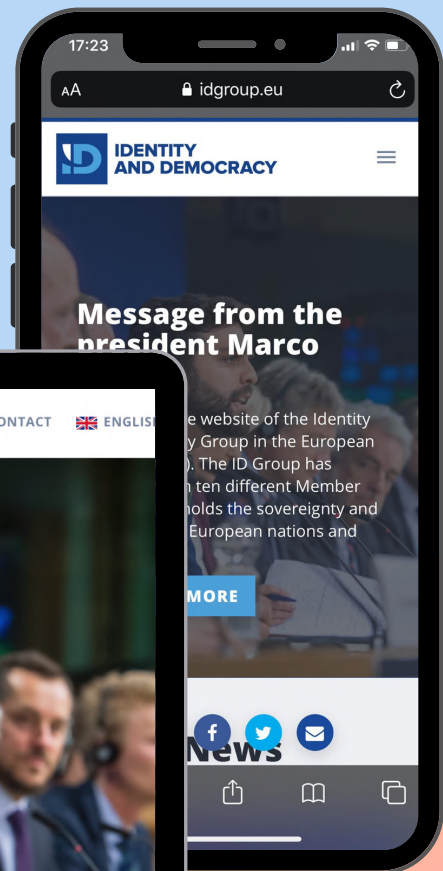 17:23
AA
idgroup.eu
IDENTITY
AND DEMOCRACY
Message from the
president Marco
e website of the Identity
y Group in the European
). The ID Group has
ten different Member
holds the sovereignty and
European nations and
MORE
News
ONTACT
ENGLIS